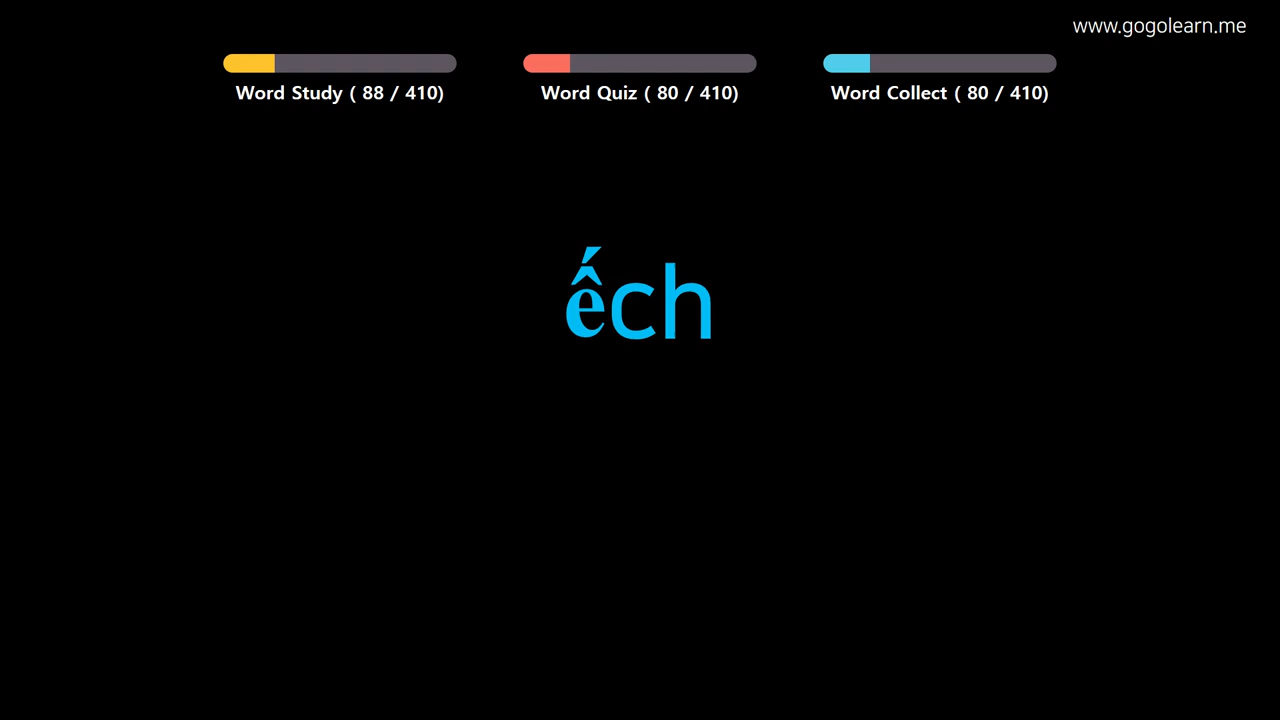 www.gogolearn.me
Word Study ( 88 / 410)
Word Quiz ( 80 / 410)
Word Collect ( 80 / 410)
ếch